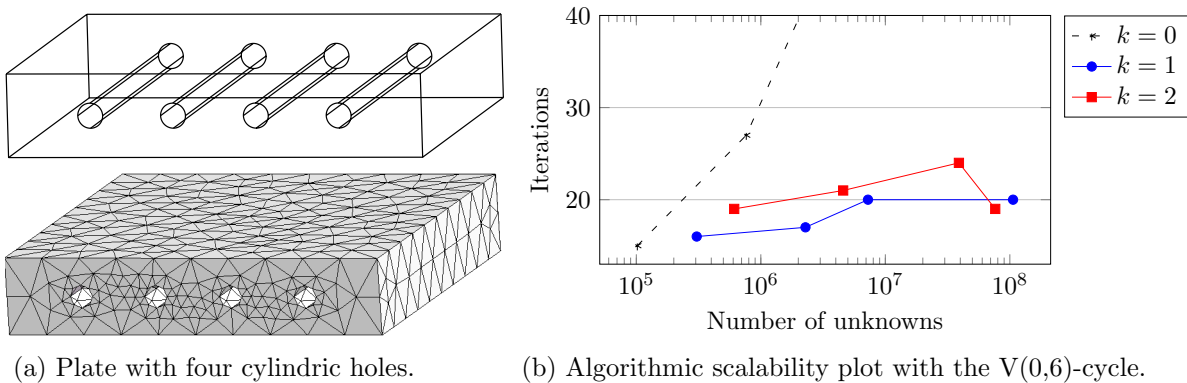 40
30
20
Iterations
10^5
10^6
10^7
10^8
Number of unknowns
k = 0
k = 1
k = 2
(a) Plate with four cylindric holes.
(b) Algorithmic scalability plot with the V(0,6)-cycle.